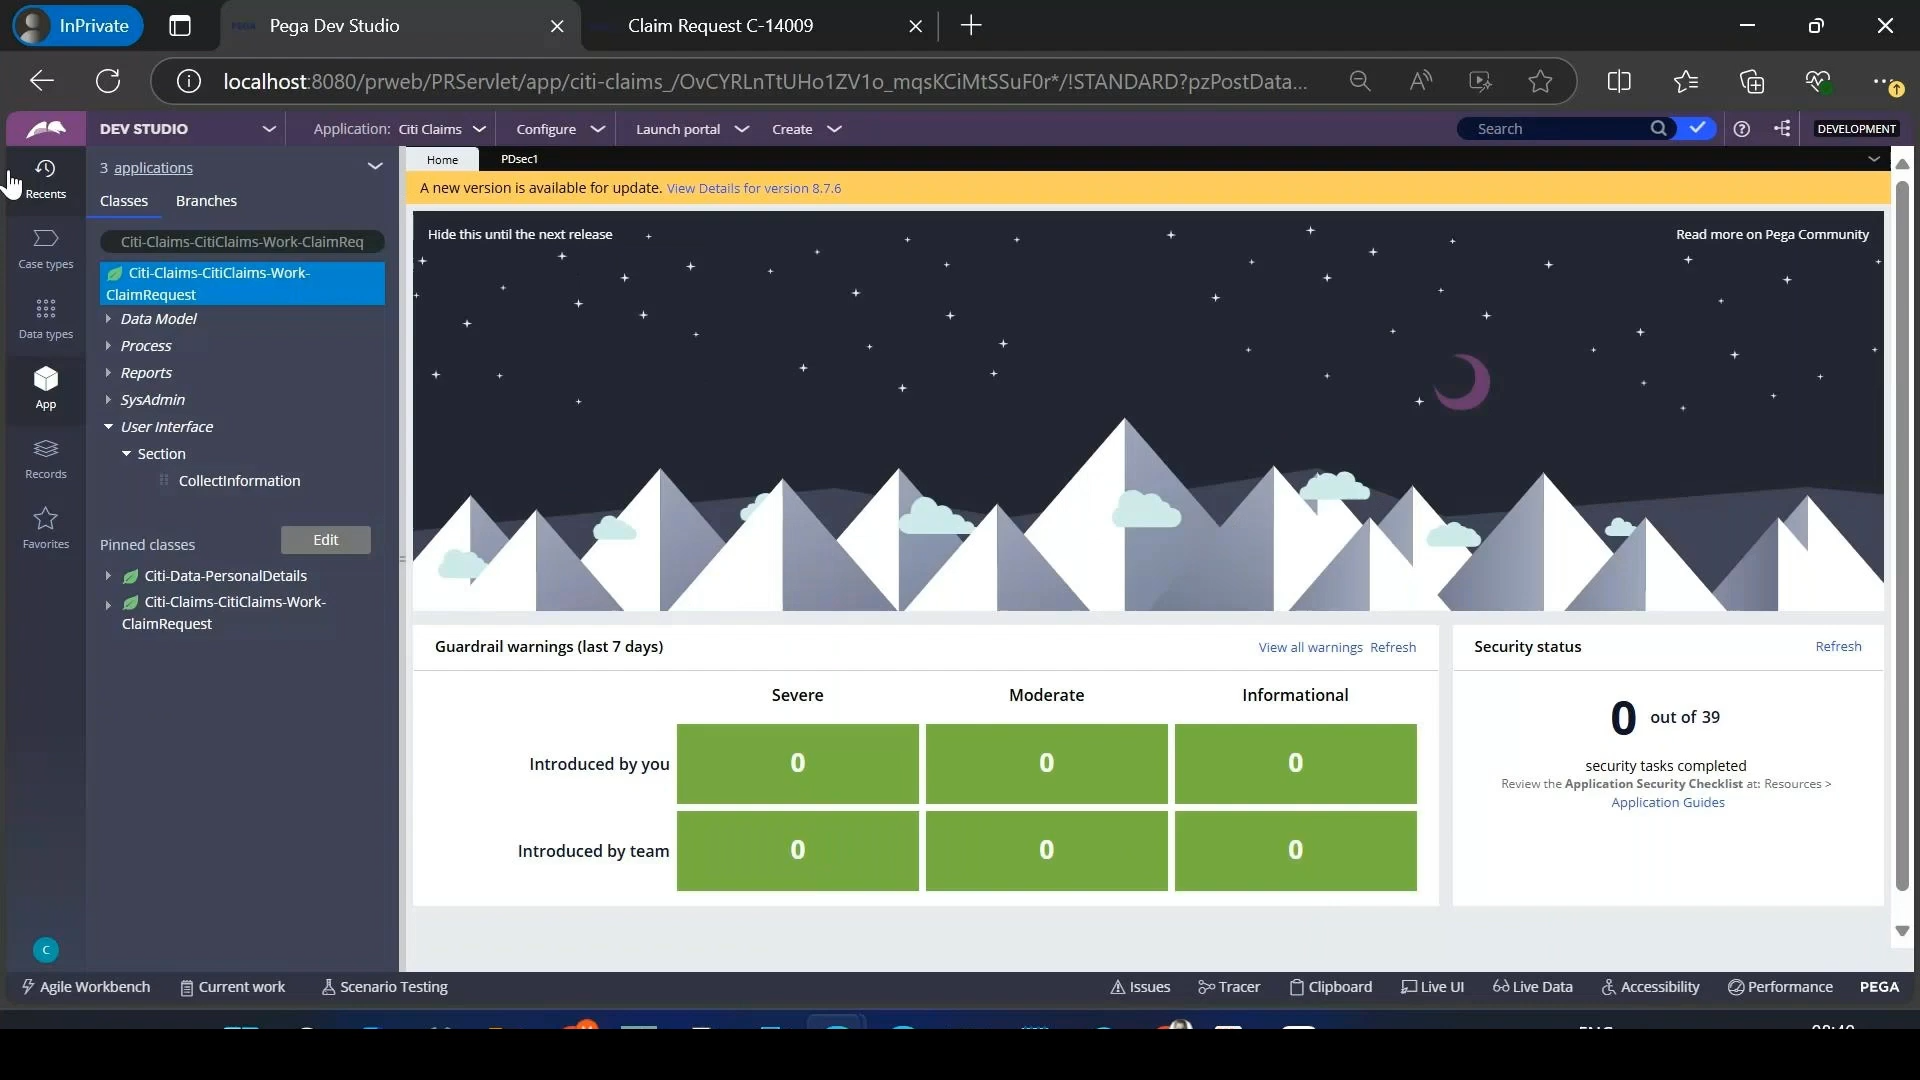 InPrivate
Pega Dev Studio
Claim Request C-14009
localhost:8080/prweb/PRServlet/app/citi-claims_/OvCYRLnTtUHo1ZV1o_mqsKCiMtSSuF0r*/!STANDARD?pzPostData...
DEV STUDIO
Application: Citi Claims
Configure
Launch portal
Create
Search
DEVELOPMENT
Recents
Case types
Data types
App
Records
Favorites
C
3 applications
Classes
Branches
Citi-Claims-CitiClaims-Work-ClaimReq
Citi-Claims-CitiClaims-Work-
ClaimRequest
Data Model
Process
Reports
SysAdmin
User Interface
Section
CollectInformation
Pinned classes
Edit
Citi-Data-PersonalDetails
Citi-Claims-CitiClaims-Work-
ClaimRequest
Home
PDsec1
A new version is available for update. View Details for version 8.7.6
Hide this until the next release
Read more on Pega Community
Guardrail warnings (last 7 days)
View all warnings
Refresh
Severe
Moderate
Informational
Introduced by you
0
0
0
Introduced by team
0
0
0
Security status
Refresh
0 out of 39
security tasks completed
Review the Application Security Checklist at: Resources >
Application Guides
Agile Workbench
Current work
Scenario Testing
Issues
Tracer
Clipboard
Live UI
Live Data
Accessibility
Performance
PEGA